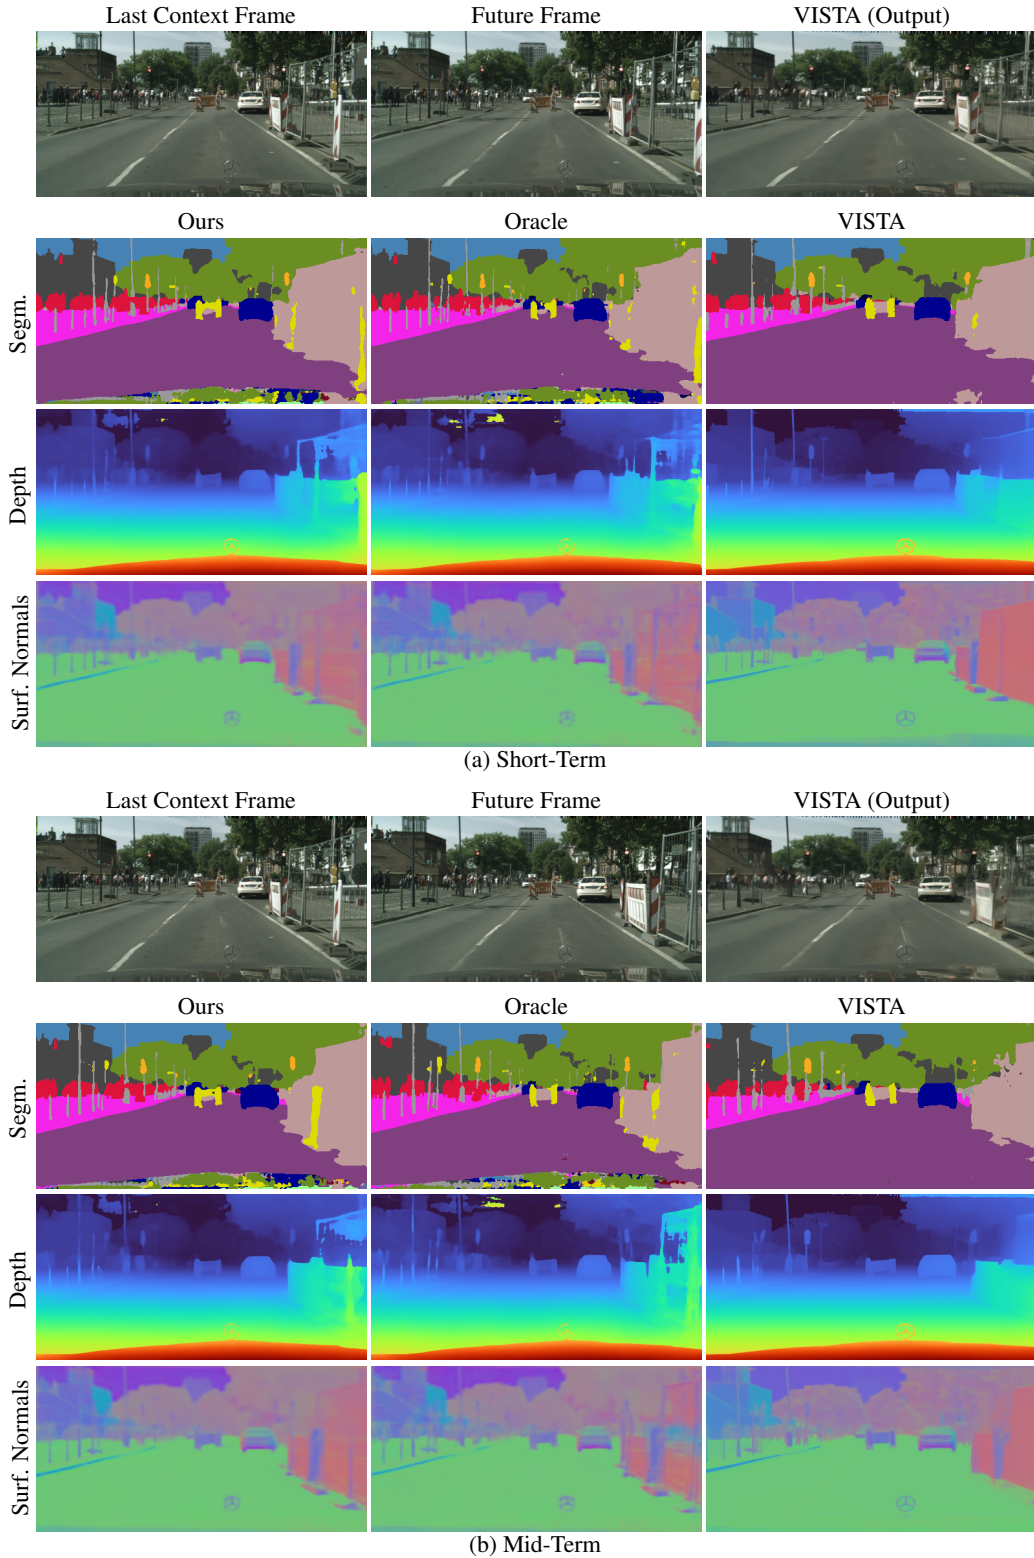 Last Context Frame Future Frame VISTA (Output)
Ours Oracle VISTA
Segm.
Depth
Surf. Normals
(a) Short-Term
Last Context Frame Future Frame VISTA (Output)
Ours Oracle VISTA
Segm.
Depth
Surf. Normals
(b) Mid-Term